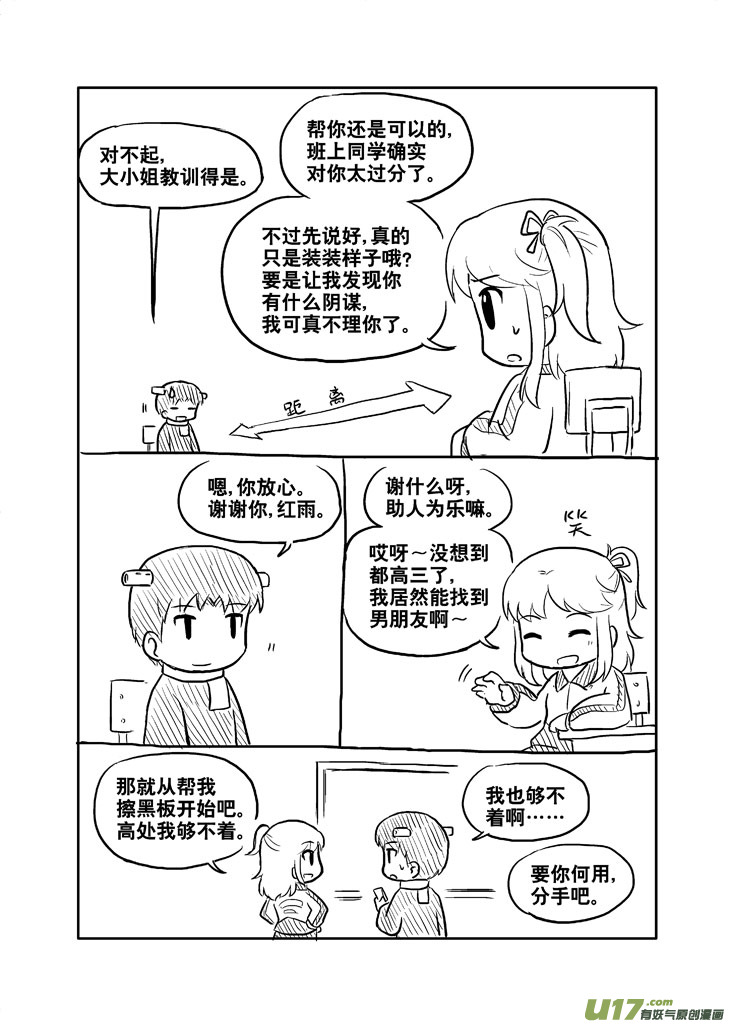 帮你还是可以的，
班上同学确实
对你太过分了。
不过先说好，真的
只是装装样子哦？
要是让我发现你
有什么阴谋，
我可真不理你了。
对不起，
大小姐教训得是。
距离
嗯，你放心。
谢谢你，红雨。
谢什么呀，
助人为乐嘛。
哎呀～没想到
都高三了，
我居然能找到
男朋友啊～
KK
天
那就从帮我
擦黑板开始吧。
高处我够不着。
我也够不
着啊……
要你何用，
分手吧。
U17.com
有妖气原创漫画